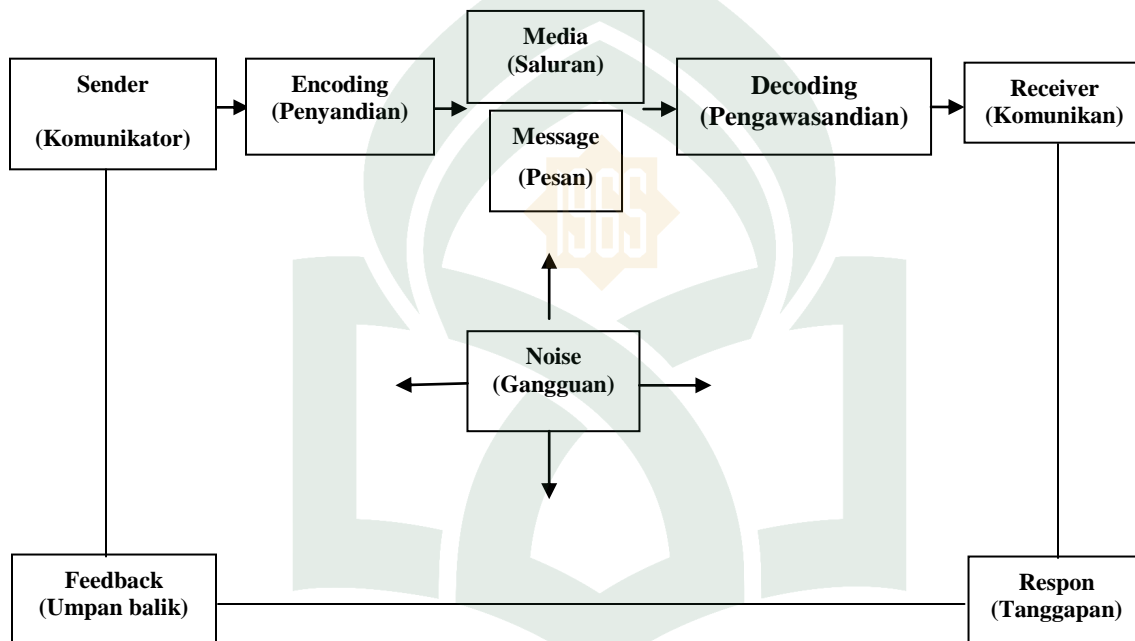 Sender
(Komunikator)
Encoding
(Penyandian)
Media
(Saluran)
Message
(Pesan)
Decoding
(Pengawasandian)
Receiver
(Komunikan)
1965
Noise
(Gangguan)
Feedback
(Umpan balik)
Respon
(Tanggapan)